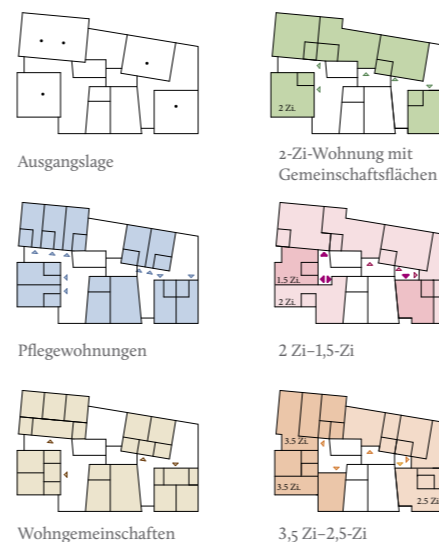 Ausgangslage
2 Zi.
2-Zi-Wohnung mit
Gemeinschaftsflächen
Pflegewohnungen
1.5 Zi.
2 Zi.
2 Zi–1,5-Zi
Wohngemeinschaften
3.5 Zi.
3.5 Zi.
2.5 Zi
3,5 Zi–2,5-Zi